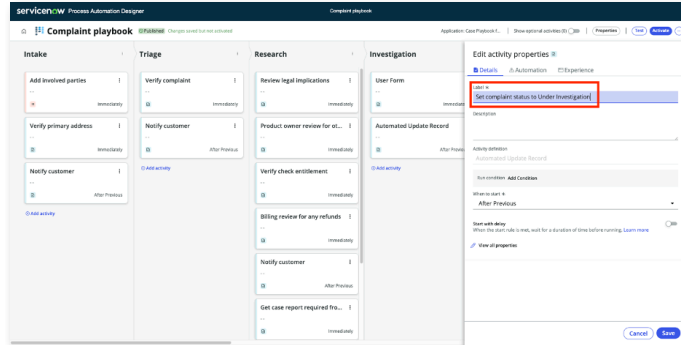 servicenow Process Automation Designer
Complaint playbook
Complaint playbook
Published Changes saved but not activated
Application: Case Playbook f... Show optional activities (0) Properties Test Activate
Intake
Add involved parties
--
Immediately
Verify primary address
--
Immediately
Notify customer
--
After Previous
Add activity
Triage
Verify complaint
--
Immediately
Notify customer
--
After Previous
Add activity
Research
Review legal implications
--
Immediately
Product owner review for ot...
--
Immediately
Verify check entitlement
--
Immediately
Billing review for any refunds
--
Immediately
Notify customer
--
After Previous
Get case report required fro...
--
Immediately
Investigation
User Form
--
Automated Update Record
--
Add activity
Edit activity properties
Details Automation Experience
Label
Set complaint status to Under Investigation
Description
Activity definition
Automated Update Record
Run condition Add Condition
When to start
After Previous
Start with delay
When the start rule is met, wait for a duration of time before running. Learn more
View all properties
Cancel Save